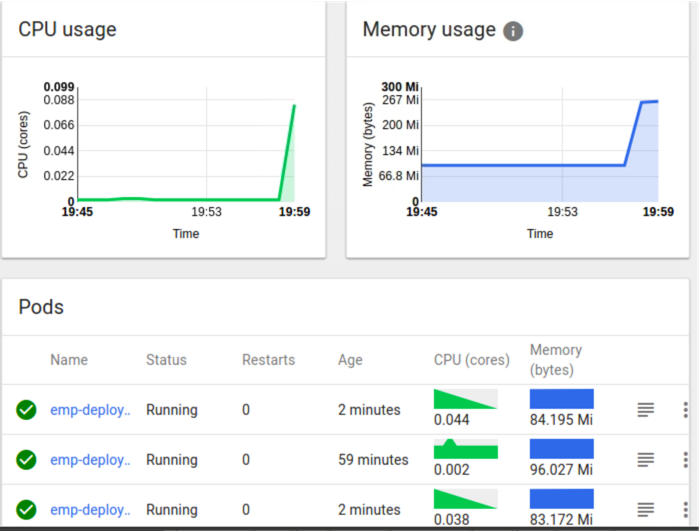 CPU usage
0.099
0.088
0.066
0.044
0.022
0
CPU (cores)
19:45
19:53
19:59
Time
Memory usage i
300 Mi
267 Mi
200 Mi
134 Mi
66.8 Mi
0
Memory (bytes)
19:45
19:53
19:59
Time
Pods
Name Status Restarts Age CPU (cores) Memory
(bytes)
emp-deploy.. Running 0 2 minutes 0.044 84.195 Mi
emp-deploy.. Running 0 59 minutes 0.002 96.027 Mi
emp-deploy.. Running 0 2 minutes 0.038 83.172 Mi